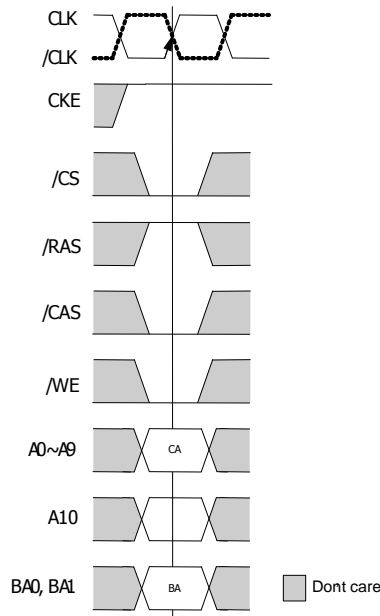 CLK
/CLK
CKE
/CS
/RAS
/CAS
/WE
A0~A9
CA
A10
BA0, BA1
BA
Dont care